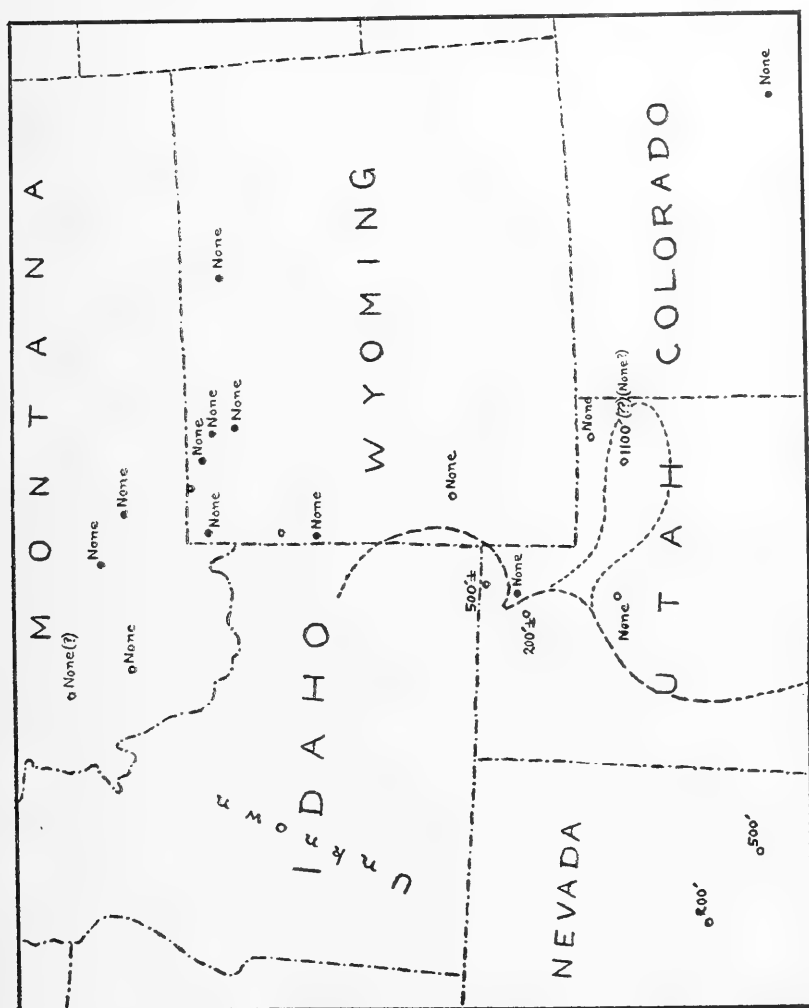 MONTANA
None(?)
None
None
None
None
None
None
None
None
None
None
WYOMING
IDAHO
Unknown
500'±
None
200'±
None
1100'(??)(None?)
None
UTAH
COLORADO
None
NEVADA
200'
500'